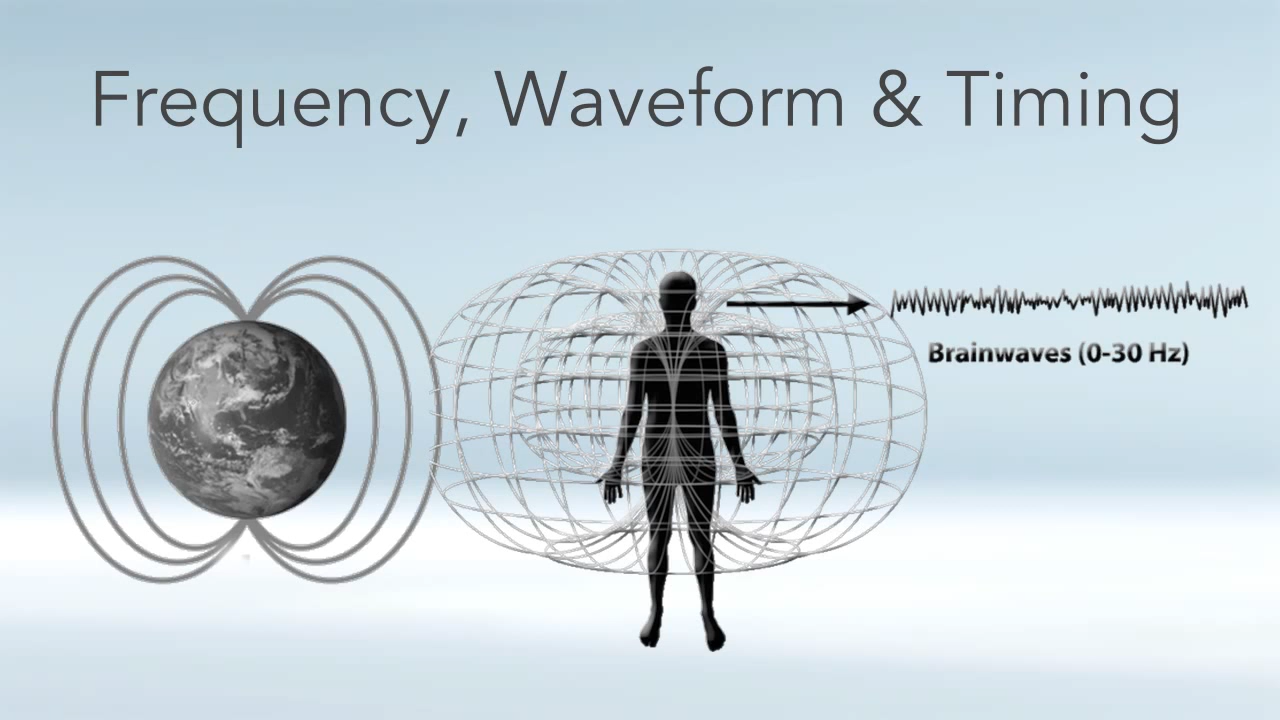 Frequency, Waveform & Timing
Brainwaves (0-30 Hz)